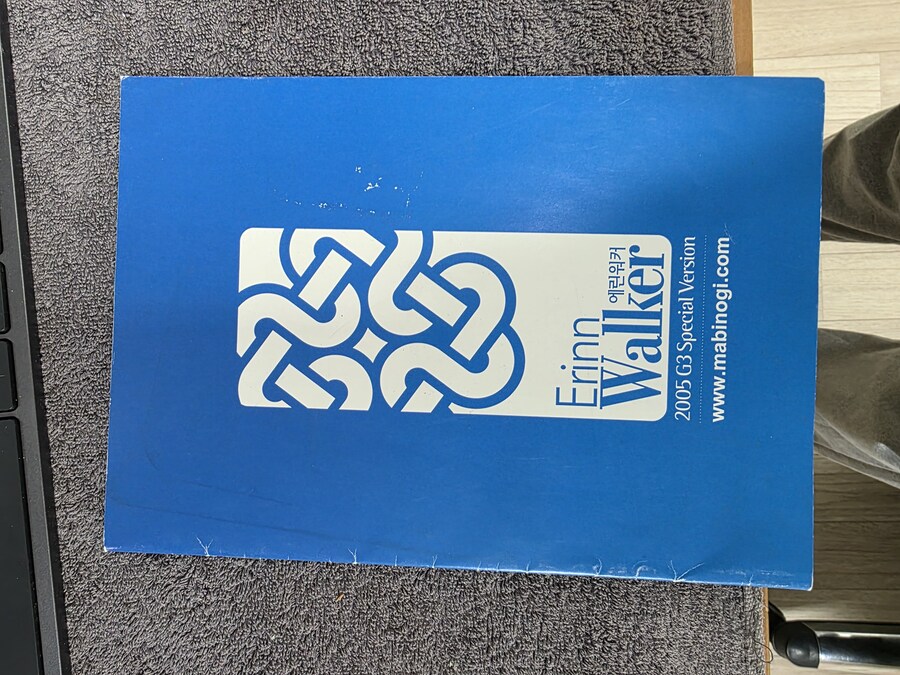 Erinn
에린워커
Walker
2005 G3 Special Version
www.mabinogi.com